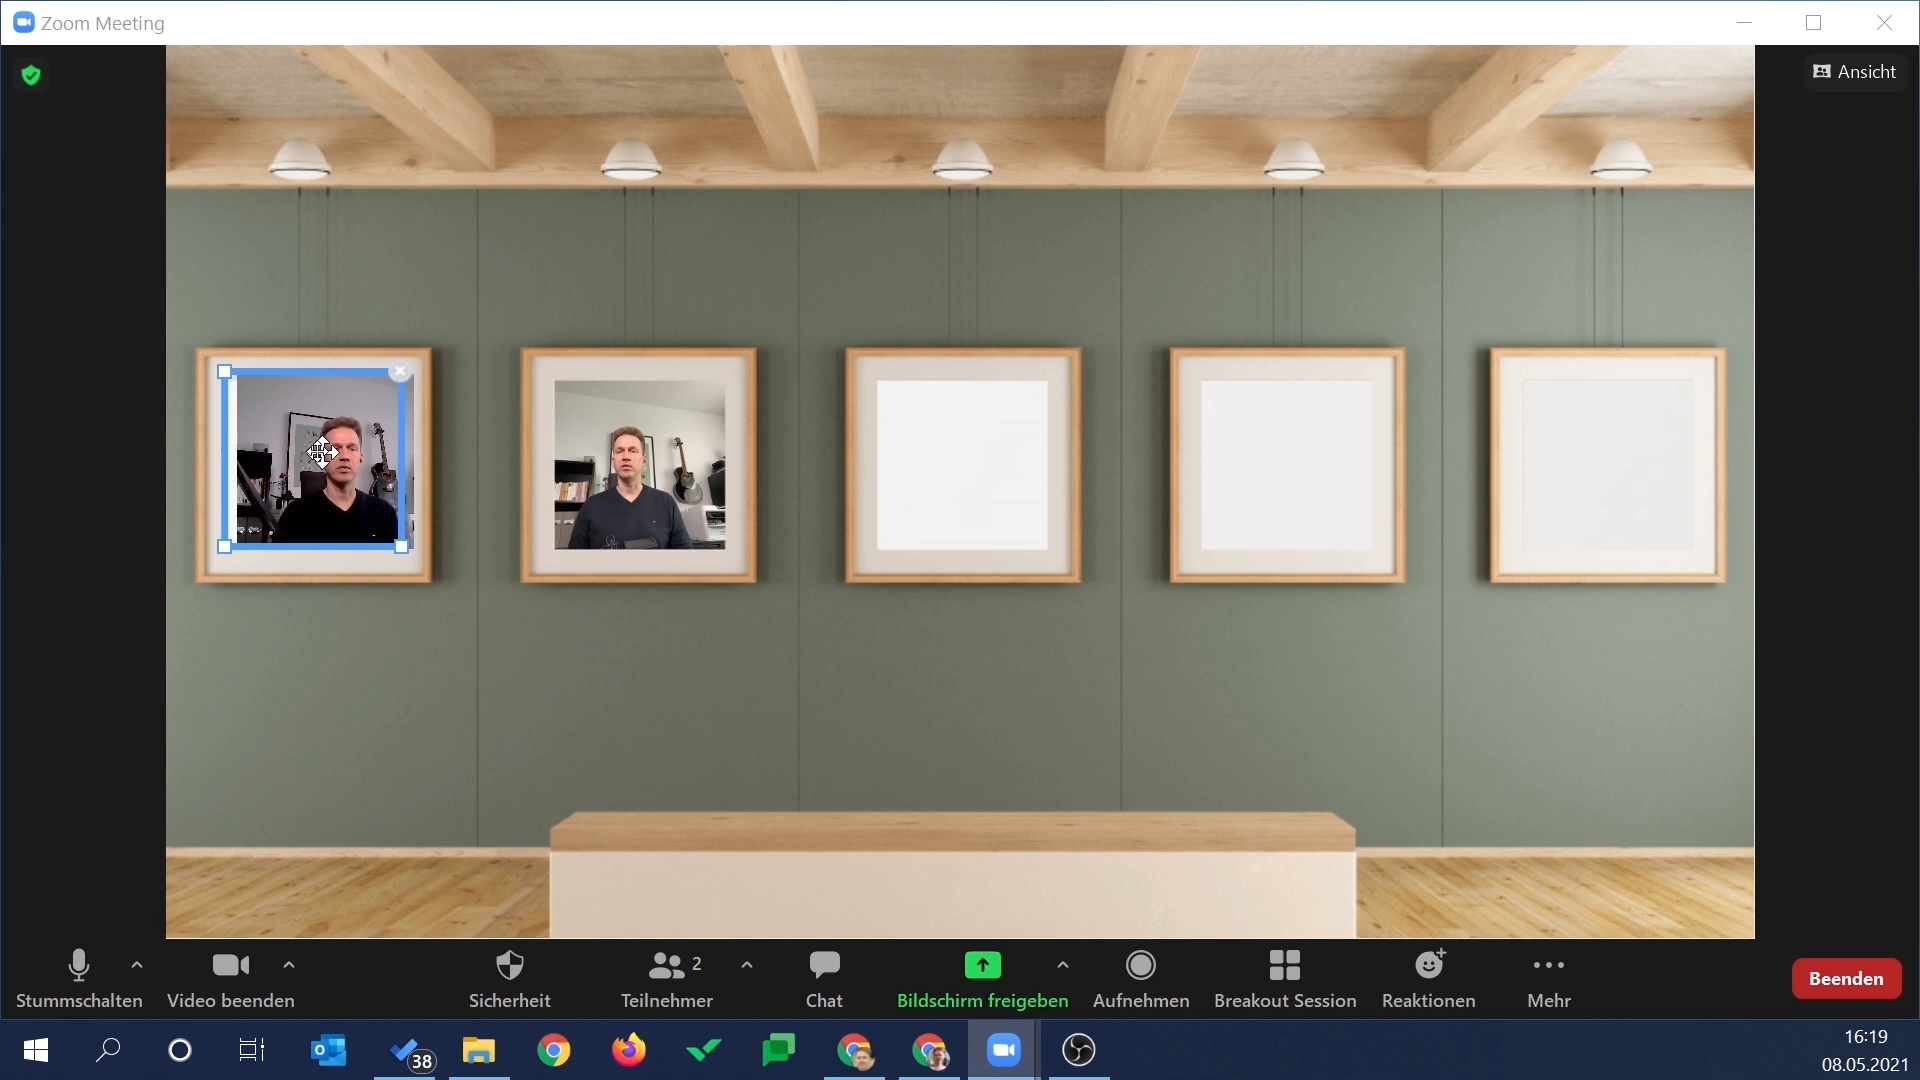 Zoom Meeting
Ansicht
2
Stummschalten
Video beenden
Sicherheit
Teilnehmer
Chat
Bildschirm freigeben
Aufnehmen
Breakout Session
Reaktionen
Mehr
Beenden
38
16:19
08.05.2021